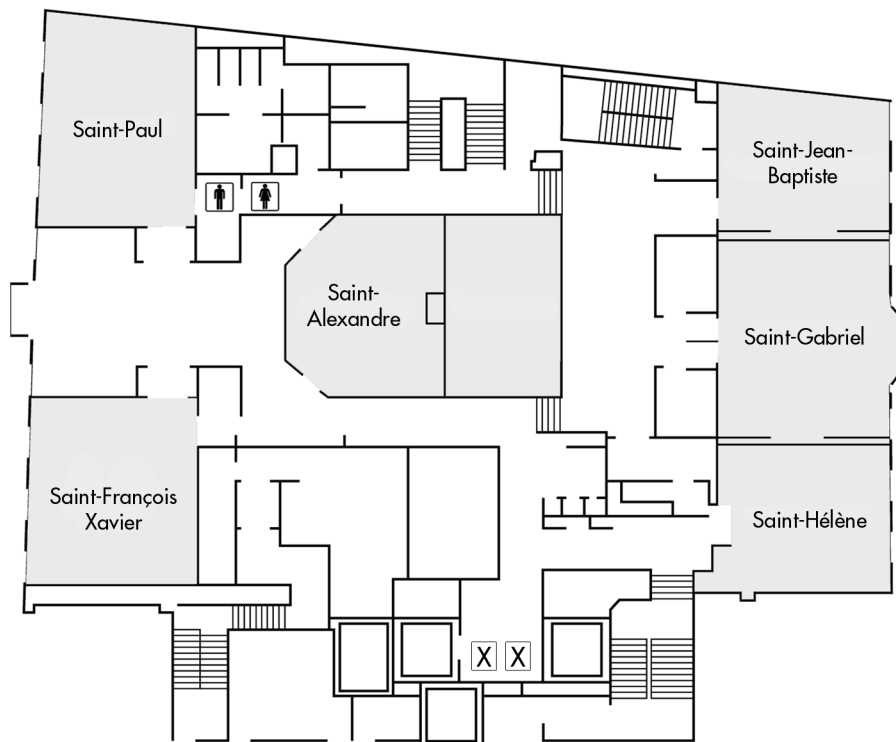 Saint-Paul
Saint-Jean-
Baptiste
Saint-
Alexandre
Saint-Gabriel
Saint-François
Xavier
Saint-Hélène
X X